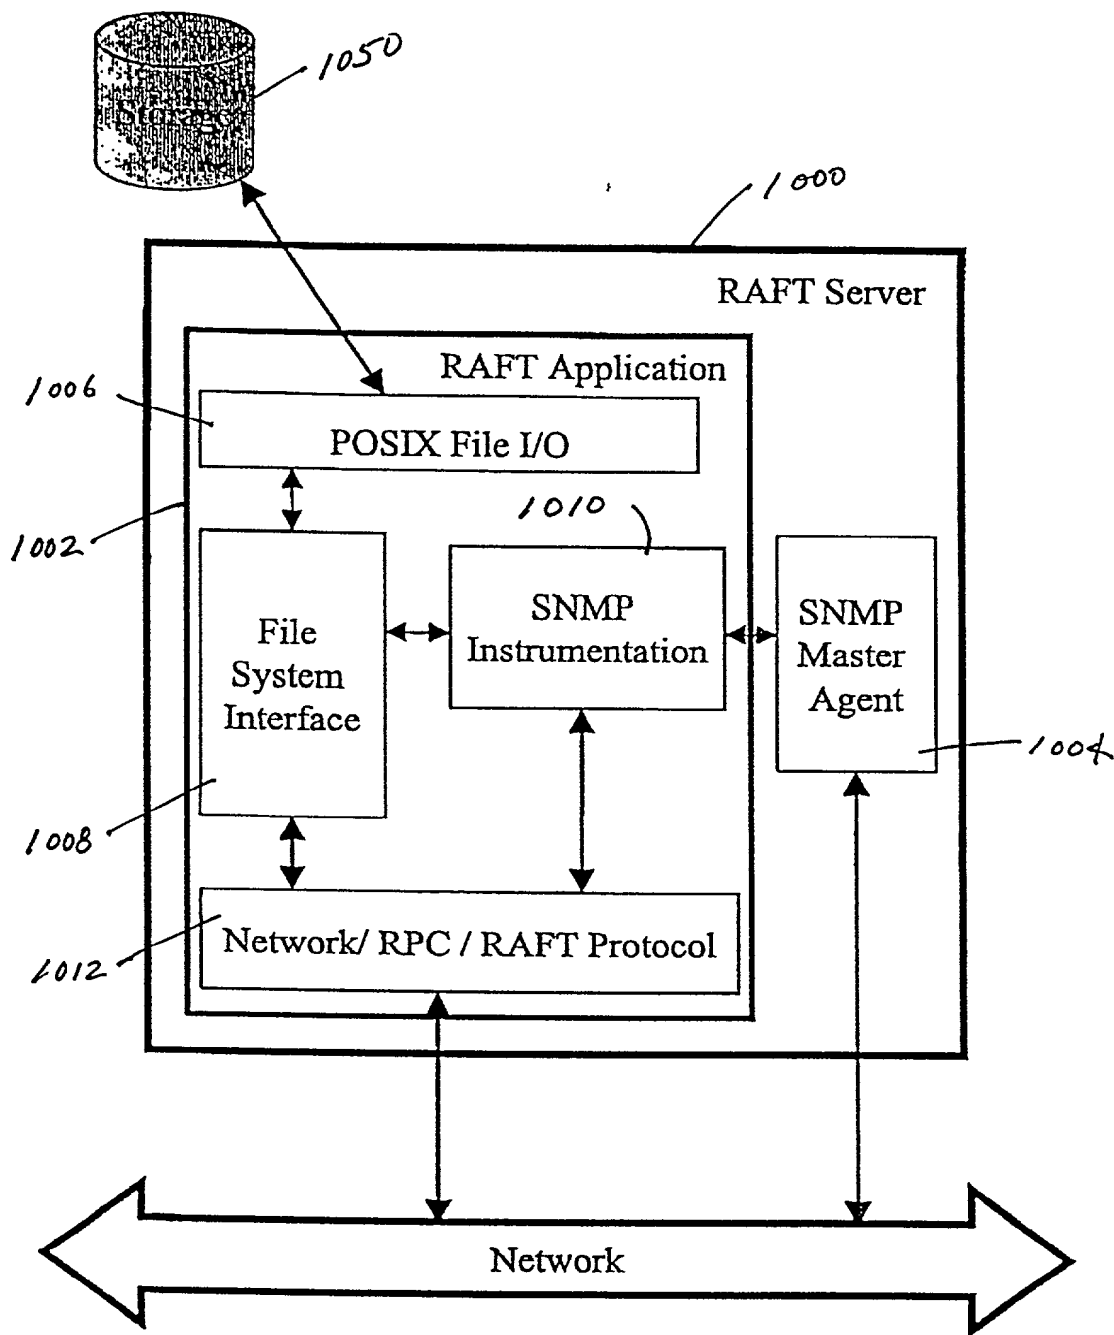 1050
Storage
1000
RAFT Server
RAFT Application
1006
POSIX File I/O
1010
1002
File
System
Interface
SNMP
Instrumentation
SNMP
Master
Agent
1004
1008
Network/ RPC / RAFT Protocol
1012
Network